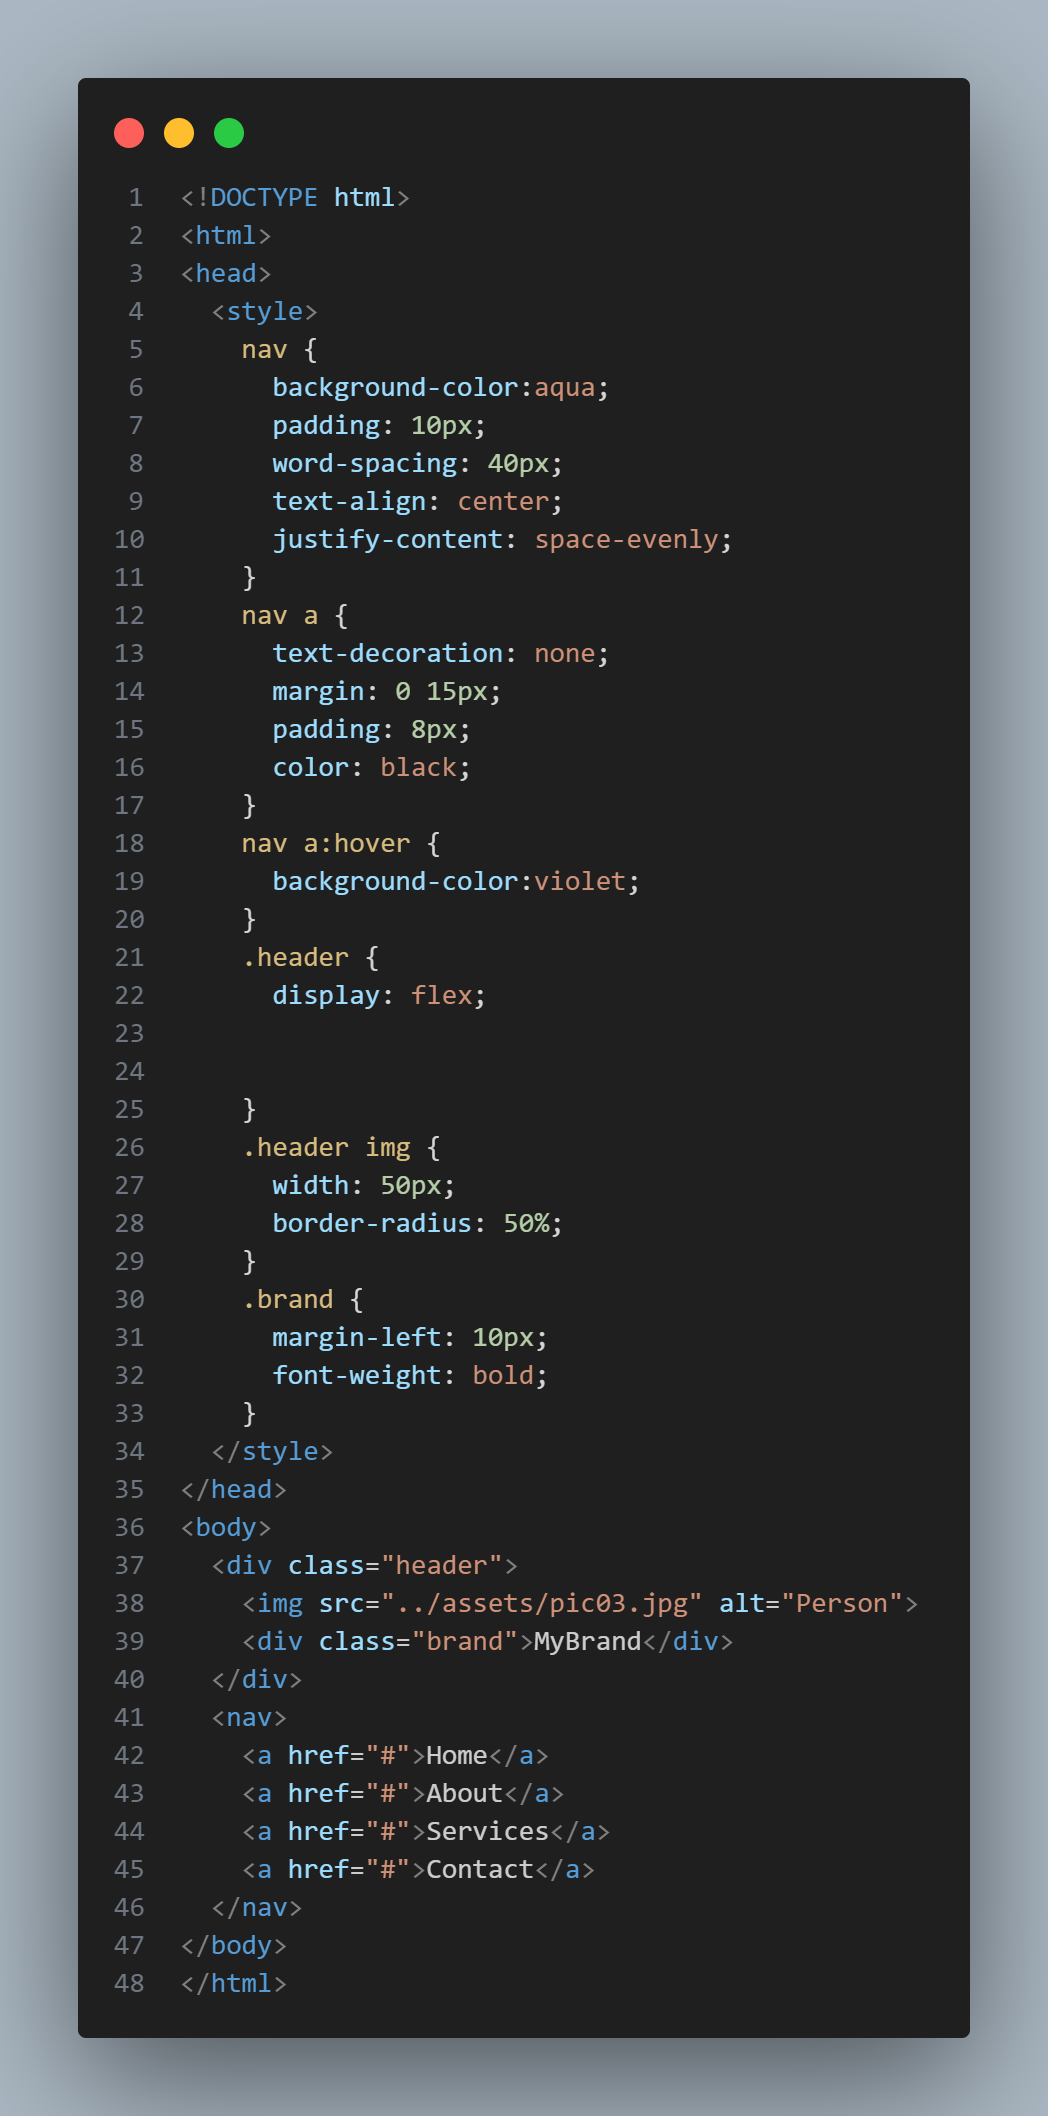 1 <!DOCTYPE html>
2 <html>
3 <head>
4   <style>
5     nav {
6       background-color:aqua;
7       padding: 10px;
8       word-spacing: 40px;
9       text-align: center;
10       justify-content: space-evenly;
11     }
12     nav a {
13       text-decoration: none;
14       margin: 0 15px;
15       padding: 8px;
16       color: black;
17     }
18     nav a:hover {
19       background-color:violet;
20     }
21     .header {
22       display: flex;
23
24
25     }
26     .header img {
27       width: 50px;
28       border-radius: 50%;
29     }
30     .brand {
31       margin-left: 10px;
32       font-weight: bold;
33     }
34   </style>
35 </head>
36 <body>
37   <div class="header">
38     <img src="../assets/pic03.jpg" alt="Person">
39     <div class="brand">MyBrand</div>
40   </div>
41   <nav>
42     <a href="#">Home</a>
43     <a href="#">About</a>
44     <a href="#">Services</a>
45     <a href="#">Contact</a>
46   </nav>
47 </body>
48 </html>